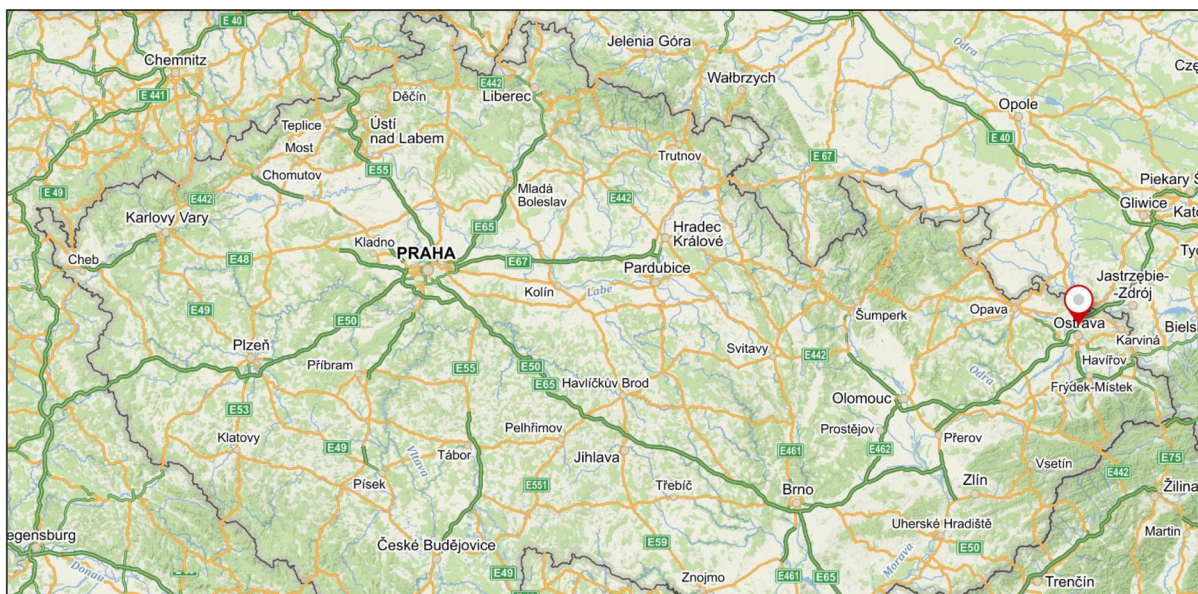 E 40
Chemnitz
E 441
Děčín
E442
Liberec
Jelenia Góra
Wałbrzych
Odra
Opole
E 40
Teplice
Ústí
nad Labem
Most
Chomutov
E55
Trutnov
E 67
E 49
E442
Karlovy Vary
Mladá
Boleslav
E442
E65
Piekary Ś
Gliwice
Kat
Cheb
E48
Kladno
PRAHA
E67
Hradec
Králové
Pardubice
Kolín
Labe
Ty
Jastrzębie-
-Zdrój
E49
E50
Plzeň
Příbram
Šumperk
Opava
Ostrava
Karviná
Biels
Havířov
Svitavy
E442
E55
E50
E65
Havlíčkův Brod
Odra
Frýdek-Místek
E53
Klatovy
E49
Vltava
Tábor
Pelhřimov
Jihlava
Olomouc
Prostějov
E462
Přerov
E461
Vsetín
E442
E75
Písek
E551
Třebíč
Brno
Zlín
Žilina
Uherské Hradiště
Martin
egensburg
Donau
České Budějovice
E49
E59
Znojmo
E461
E65
Morava
E50
Trenčín